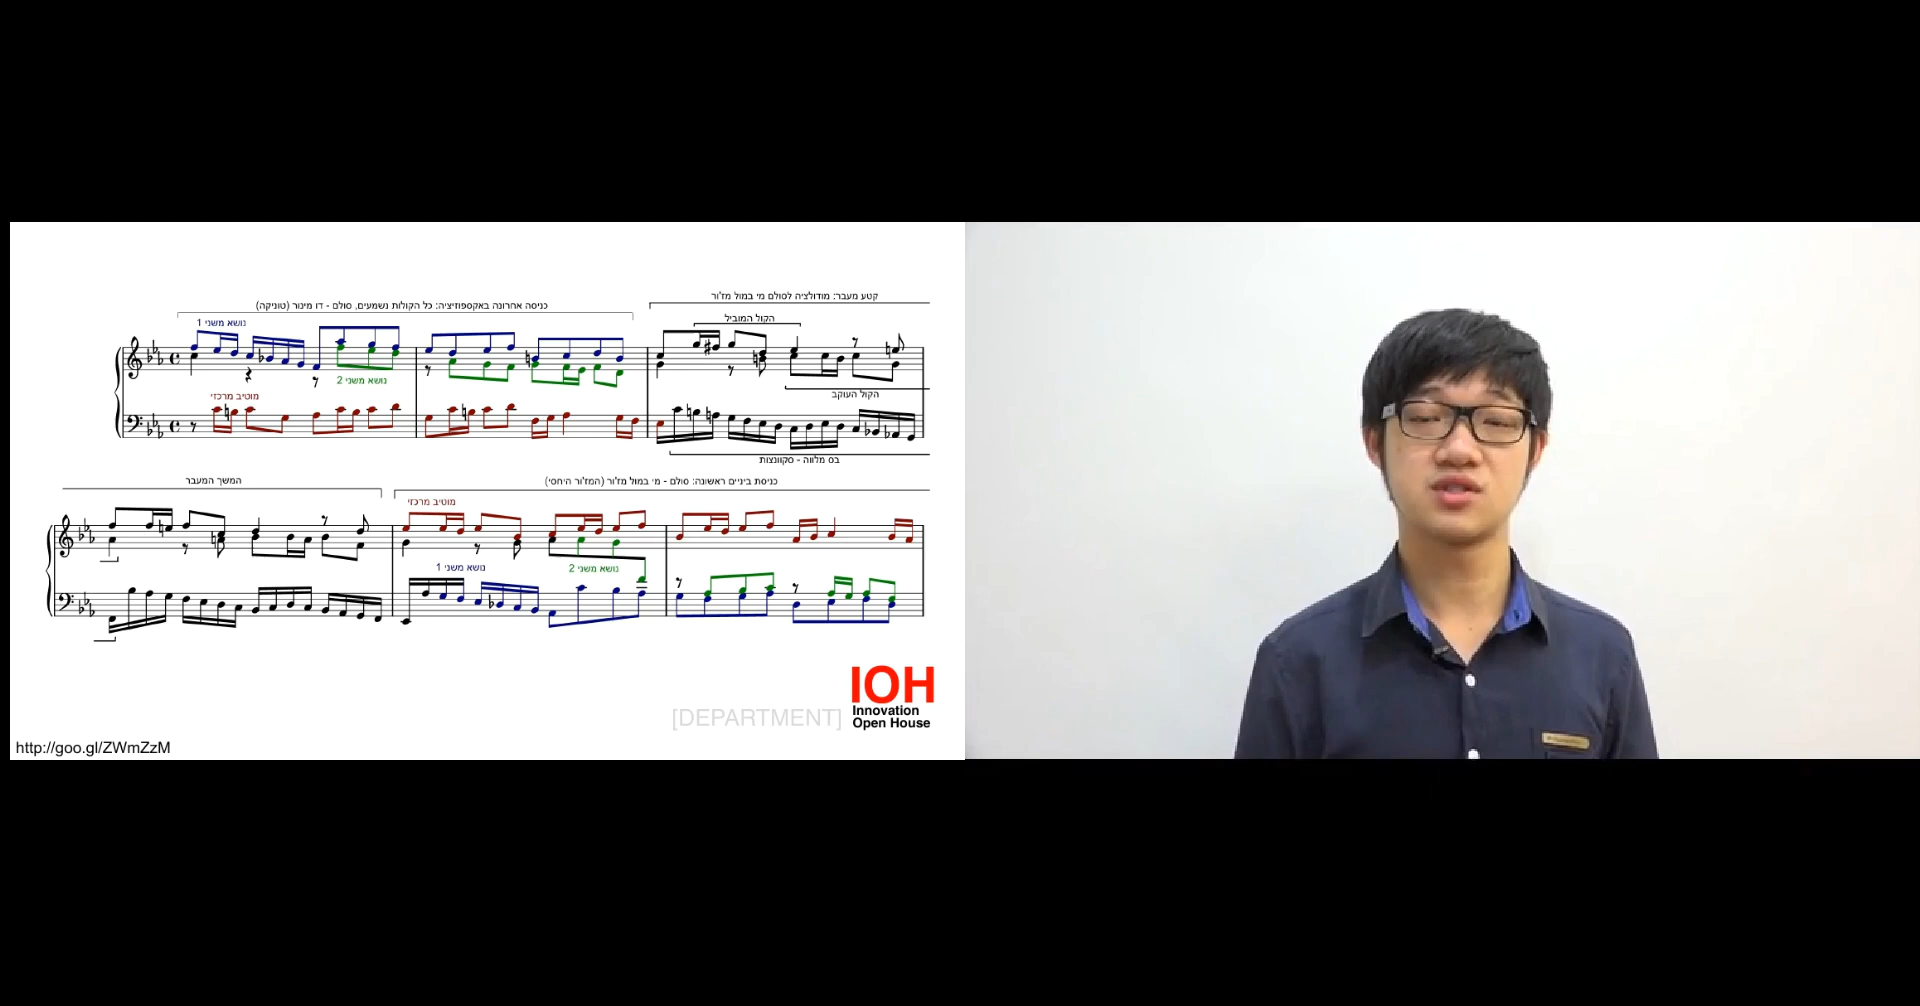 כניסה אחרונה באקספוזיציה: כל הקולות נשמעים, סולם - דו מינור (טוניקה)
קטע מעבר: מודולציה לסולם מי במול מז'ור
נושא משני 1
הקול המוביל
נושא משני 2
הקול העוקב
מוטיב מרכזי
בס מלווה - סקוונצות
המשך המעבר
כניסת ביניים ראשונה: סולם - מי במול מז'ור (המז'ור היחסי)
מוטיב מרכזי
נושא משני 1
נושא משני 2
IOH
[DEPARTMENT]
Innovation
Open House
http://goo.gl/ZWmZzM